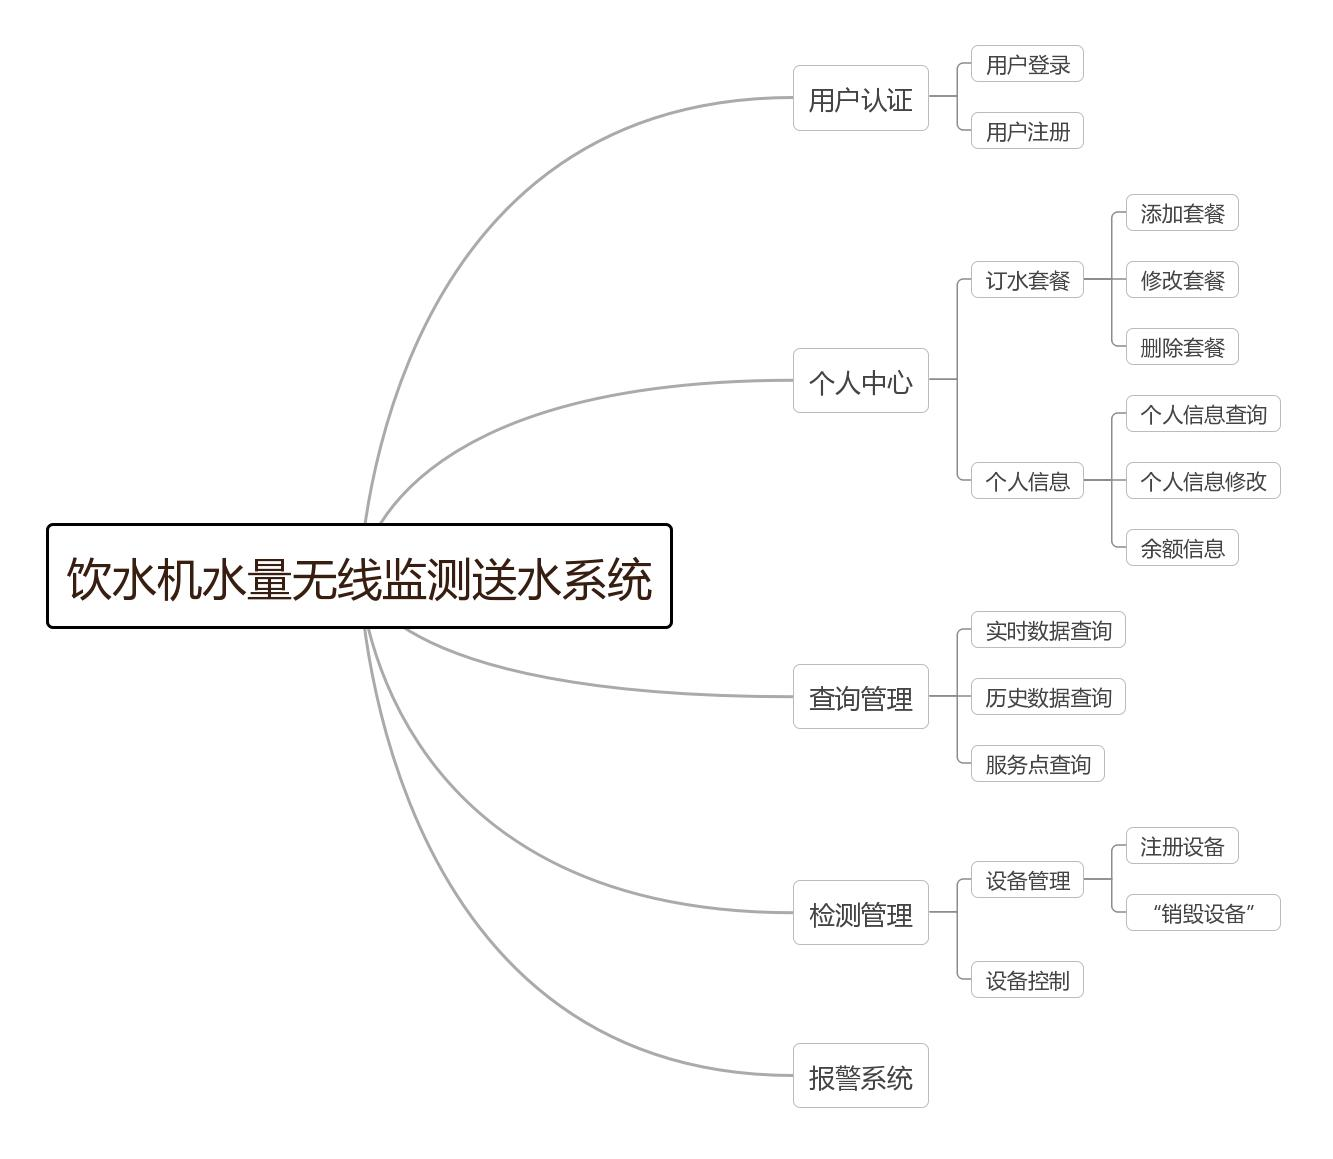 饮水机水量无线监测送水系统
用户认证
用户登录
用户注册
个人中心
订水套餐
添加套餐
修改套餐
删除套餐
个人信息
个人信息查询
个人信息修改
余额信息
查询管理
实时数据查询
历史数据查询
服务点查询
检测管理
设备管理
注册设备
“销毁设备”
设备控制
报警系统